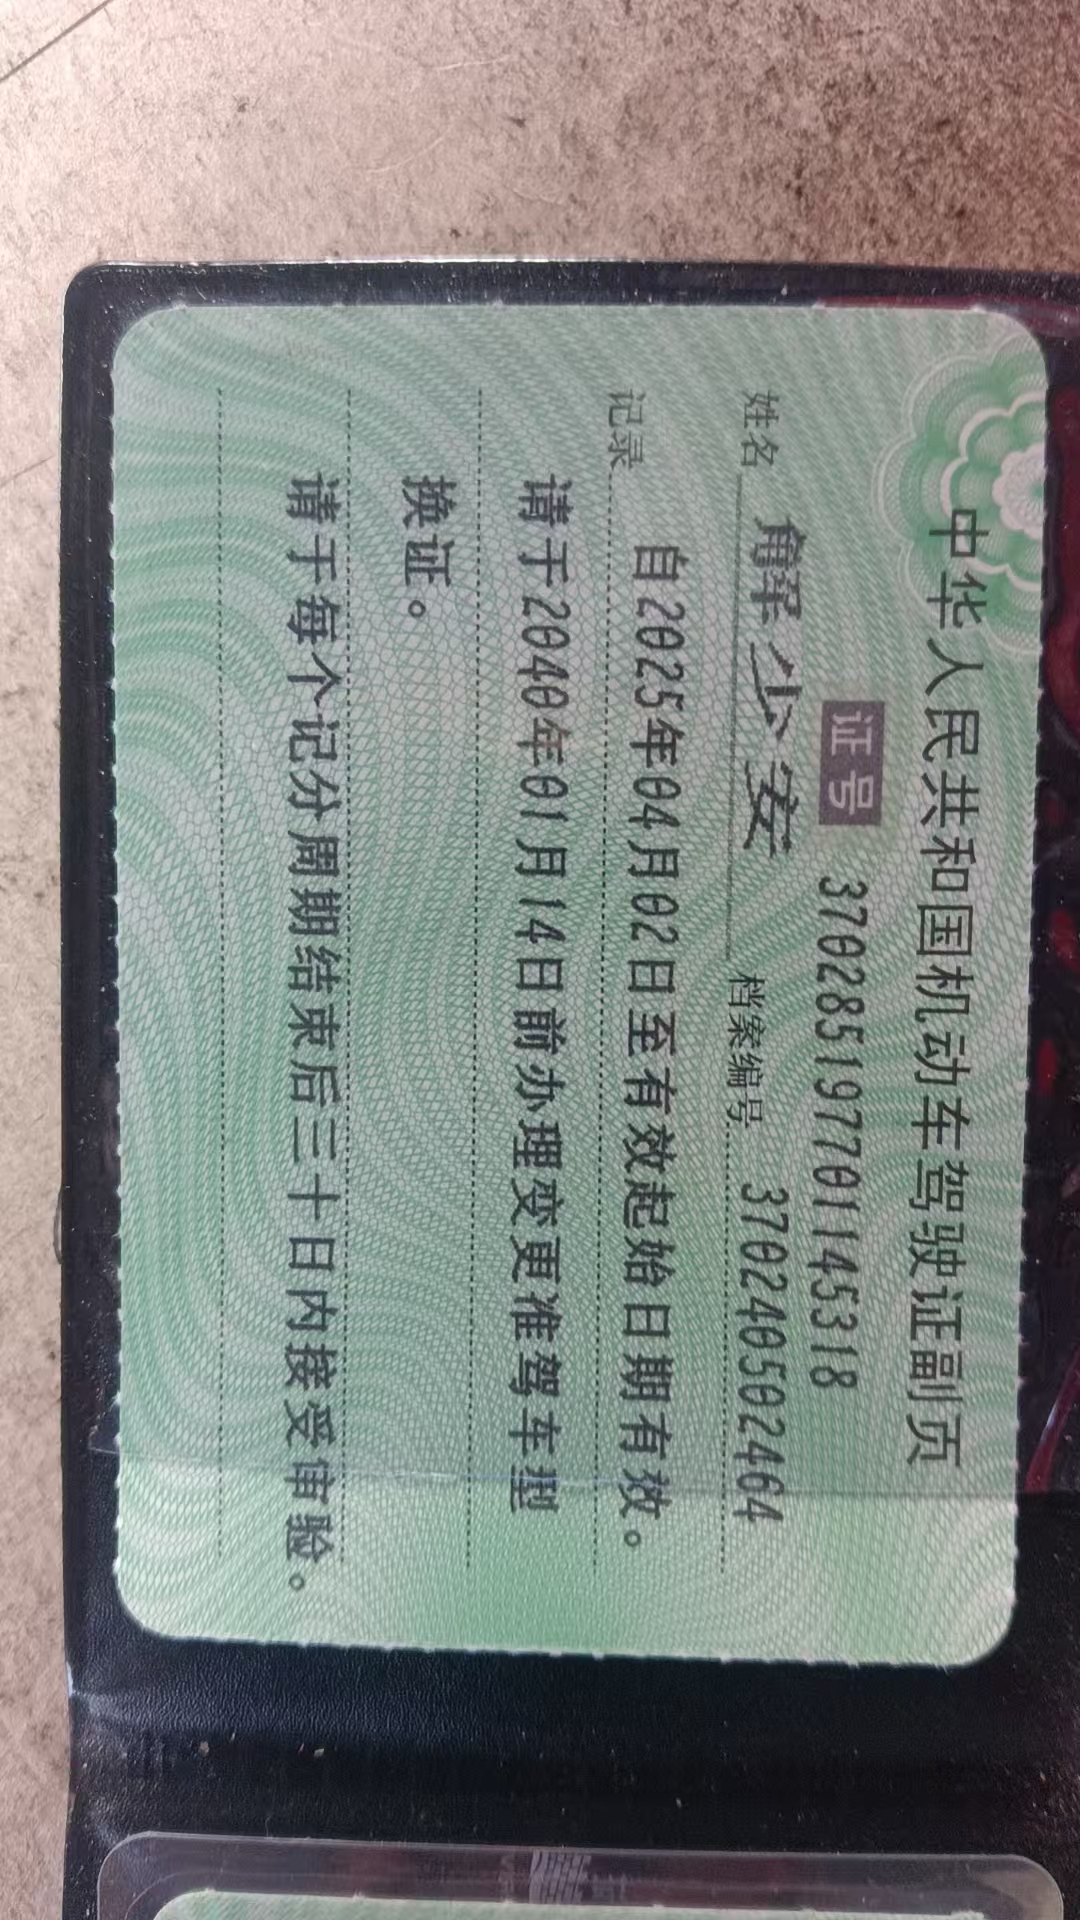 中华人民共和国机动车驾驶证副页
证号 370285197701145318
姓名 解少安 档案编号 370240502464
记录 自2025年04月02日至有效起始日期有效。
请于2040年01月14日前办理变更准驾车型
换证。
请于每个记分周期结束后三十日内接受审验。